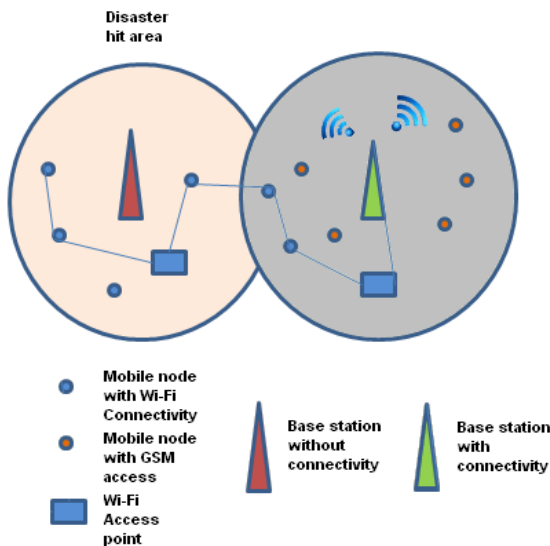 Disaster
hit area
Mobile node
with Wi-Fi
Connectivity
Mobile node
with GSM
access
Wi-Fi
Access
point
Base station
without
connectivity
Base station
with
connectivity